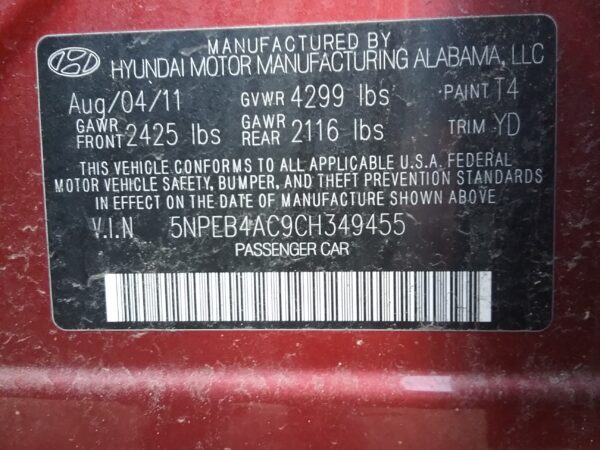 MANUFACTURED BY
HYUNDAI MOTOR MANUFACTURING ALABAMA, LLC
Aug/04/11 GVWR 4299 lbs PAINT T4
GAWR FRONT 2425 lbs GAWR REAR 2116 lbs TRIM YD
THIS VEHICLE CONFORMS TO ALL APPLICABLE U.S.A. FEDERAL
MOTOR VEHICLE SAFETY, BUMPER, AND THEFT PREVENTION STANDARDS
IN EFFECT ON THE DATE OF MANUFACTURE SHOWN ABOVE
V.I.N 5NPEB4AC9CH349455
PASSENGER CAR